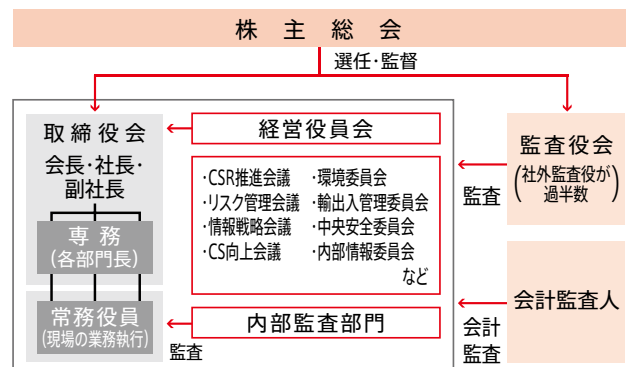 株主総会
選任・監督
取締役会
会長・社長・
副社長
専務
(各部門長)
常務役員
(現場の業務執行)
経営役員会
・CSR推進会議
・リスク管理会議
・情報戦略会議
・CS向上会議
・環境委員会
・輸出入管理委員会
・中央安全委員会
・内部情報委員会
など
内部監査部門
監査
監査役会
(社外監査役が
過半数)
監査
会計監査人
会計
監査